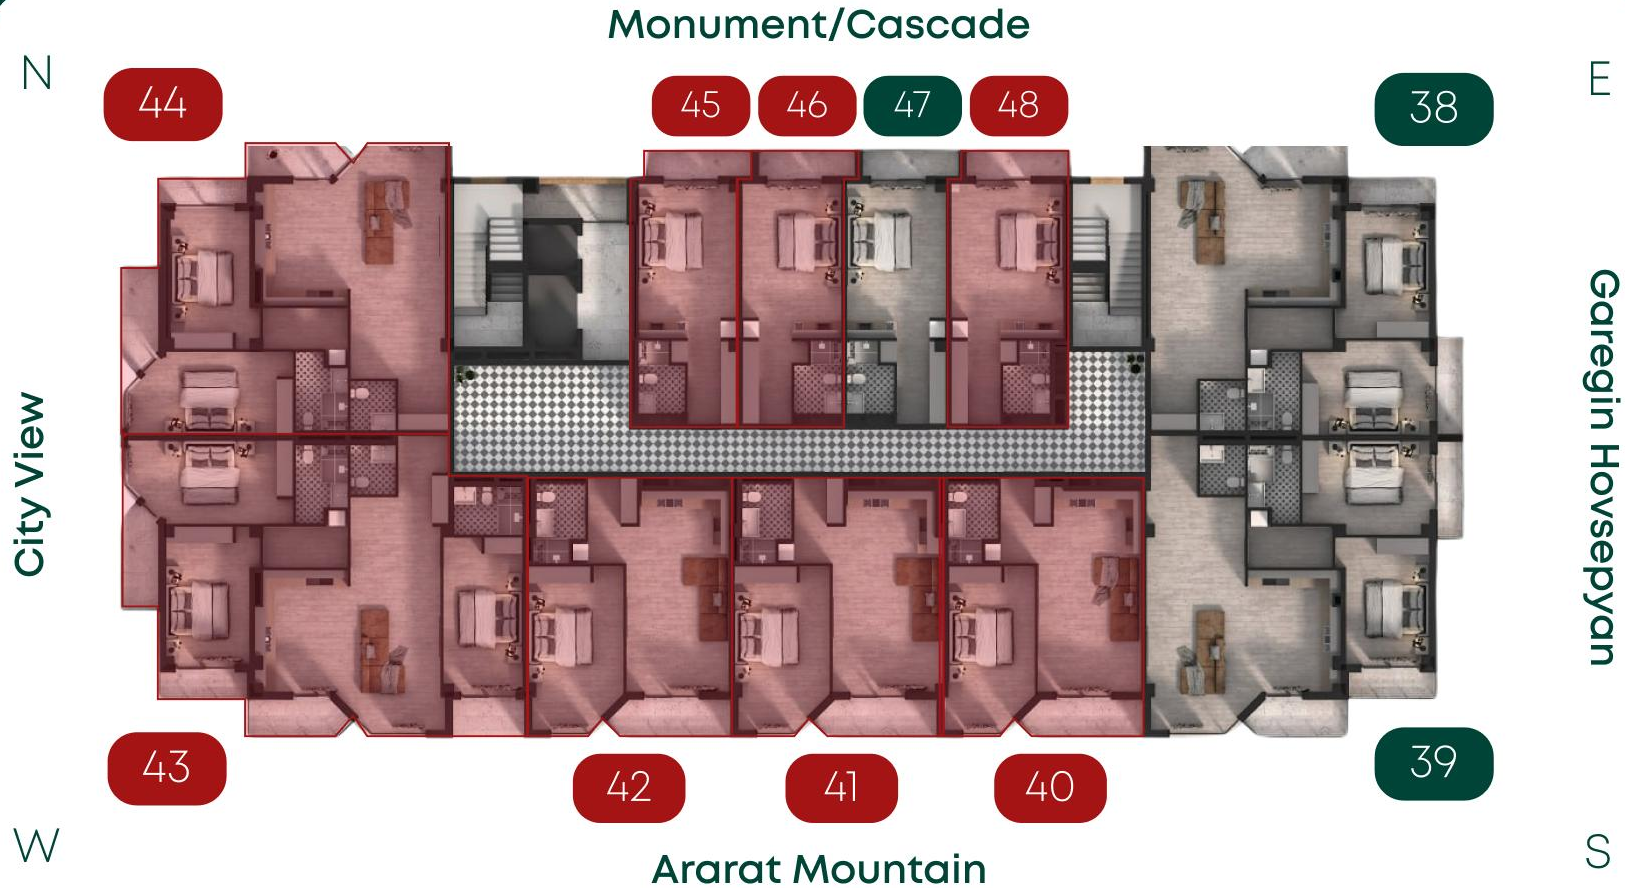 Monument/Cascade
N
E
44
45
46
47
48
38
City View
Garegin Hovsepyan
43
42
41
40
39
W
S
Ararat Mountain